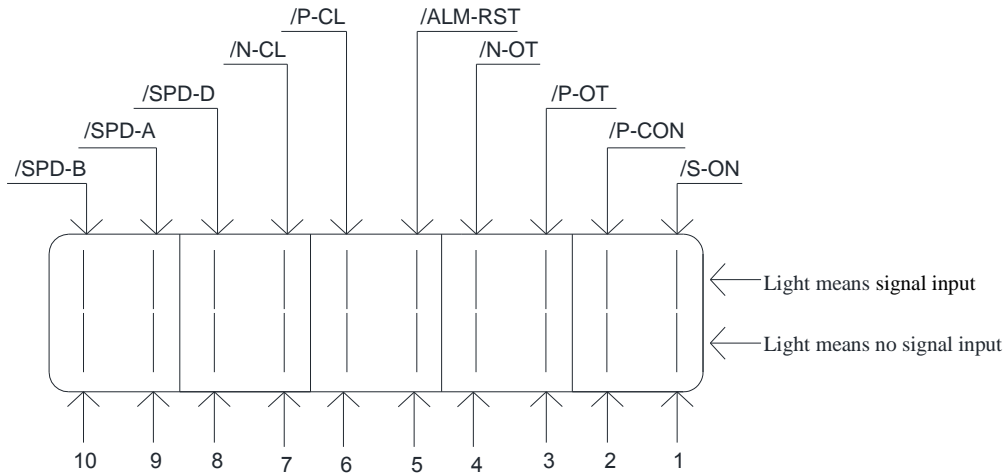 /P-CL
/ALM-RST
/N-CL
/N-OT
/SPD-D
/P-OT
/SPD-A
/P-CON
/SPD-B
/S-ON
Light means signal input
Light means no signal input
10 9 8 7 6 5 4 3 2 1